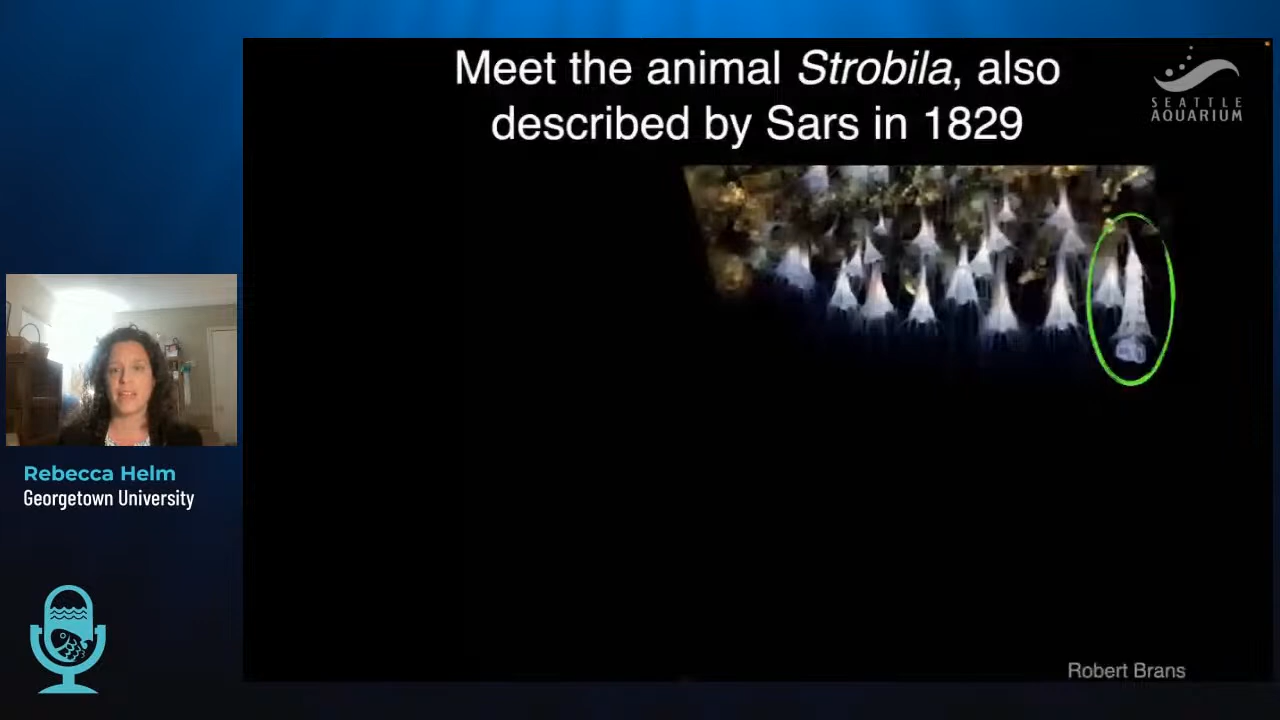 Meet the animal Strobila, also
described by Sars in 1829
SEATTLE
AQUARIUM
Rebecca Helm
Georgetown University
Robert Brans